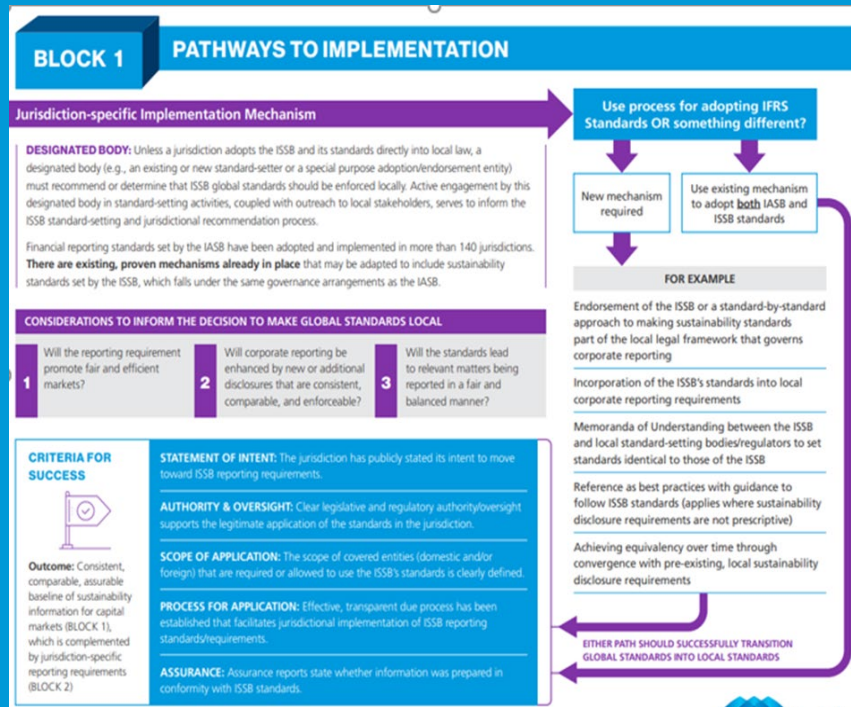 BLOCK 1
PATHWAYS TO IMPLEMENTATION
Jurisdiction-specific Implementation Mechanism
DESIGNATED BODY: Unless a jurisdiction adopts the ISSB and its standards directly into local law, a
designated body (e.g., an existing or new standard-setter or a special purpose adoption/endorsement entity)
must recommend or determine that ISSB global standards should be enforced locally. Active engagement by this
designated body in standard-setting activities, coupled with outreach to local stakeholders, serves to inform the
ISSB standard-setting and jurisdictional recommendation process.
Financial reporting standards set by the IASB have been adopted and implemented in more than 140 jurisdictions.
There are existing, proven mechanisms already in place that may be adapted to include sustainability
standards set by the ISSB, which falls under the same governance arrangements as the IASB.
CONSIDERATIONS TO INFORM THE DECISION TO MAKE GLOBAL STANDARDS LOCAL
1
Will the reporting requirement
promote fair and efficient
markets?
2
Will corporate reporting be
enhanced by new or additional
disclosures that are consistent,
comparable, and enforceable?
3
Will the standards lead
to relevant matters being
reported in a fair and
balanced manner?
CRITERIA FOR
SUCCESS
Outcome: Consistent,
comparable, assurable
baseline of sustainability
information for capital
markets (BLOCK 1),
which is complemented
by jurisdiction-specific
reporting requirements
(BLOCK 2)
STATEMENT OF INTENT: The jurisdiction has publicly stated its intent to move
toward ISSB reporting requirements.
AUTHORITY & OVERSIGHT: Clear legislative and regulatory authority/oversight
supports the legitimate application of the standards in the jurisdiction.
SCOPE OF APPLICATION: The scope of covered entities (domestic and/or
foreign) that are required or allowed to use the ISSB's standards is clearly defined.
PROCESS FOR APPLICATION: Effective, transparent due process has been
established that facilitates jurisdictional implementation of ISSB reporting
standards/requirements.
ASSURANCE: Assurance reports state whether information was prepared in
conformity with ISSB standards.
Use process for adopting IFRS
Standards OR something different?
New mechanism
required
Use existing mechanism
to adopt both IASB and
ISSB standards
FOR EXAMPLE
Endorsement of the ISSB or a standard-by-standard
approach to making sustainability standards
part of the local legal framework that governs
corporate reporting
Incorporation of the ISSB's standards into local
corporate reporting requirements
Memoranda of Understanding between the ISSB
and local standard-setting bodies/regulators to set
standards identical to those of the ISSB
Reference as best practices with guidance to
follow ISSB standards (applies where sustainability
disclosure requirements are not prescriptive)
Achieving equivalency over time through
convergence with pre-existing, local sustainability
disclosure requirements
EITHER PATH SHOULD SUCCESSFULLY TRANSITION
GLOBAL STANDARDS INTO LOCAL STANDARDS